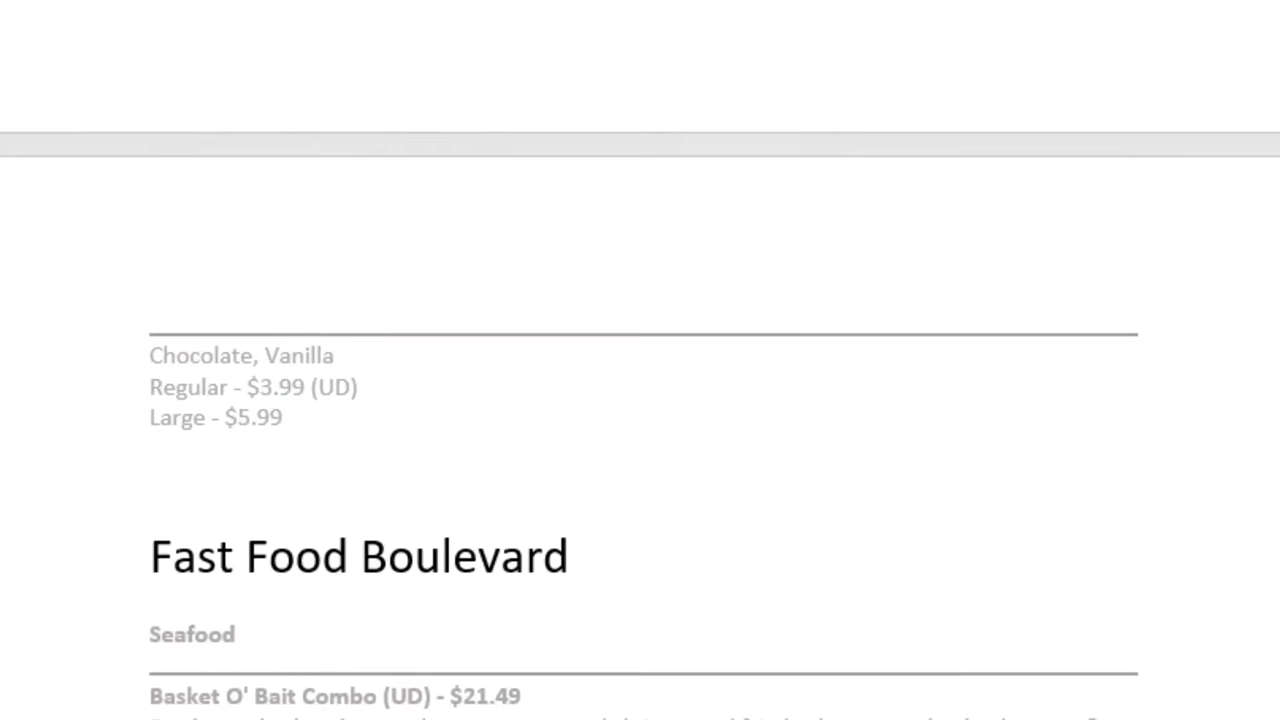 Chocolate, Vanilla
Regular - $3.99 (UD)
Large - $5.99
Fast Food Boulevard
Seafood
Basket O' Bait Combo (UD) - $21.49